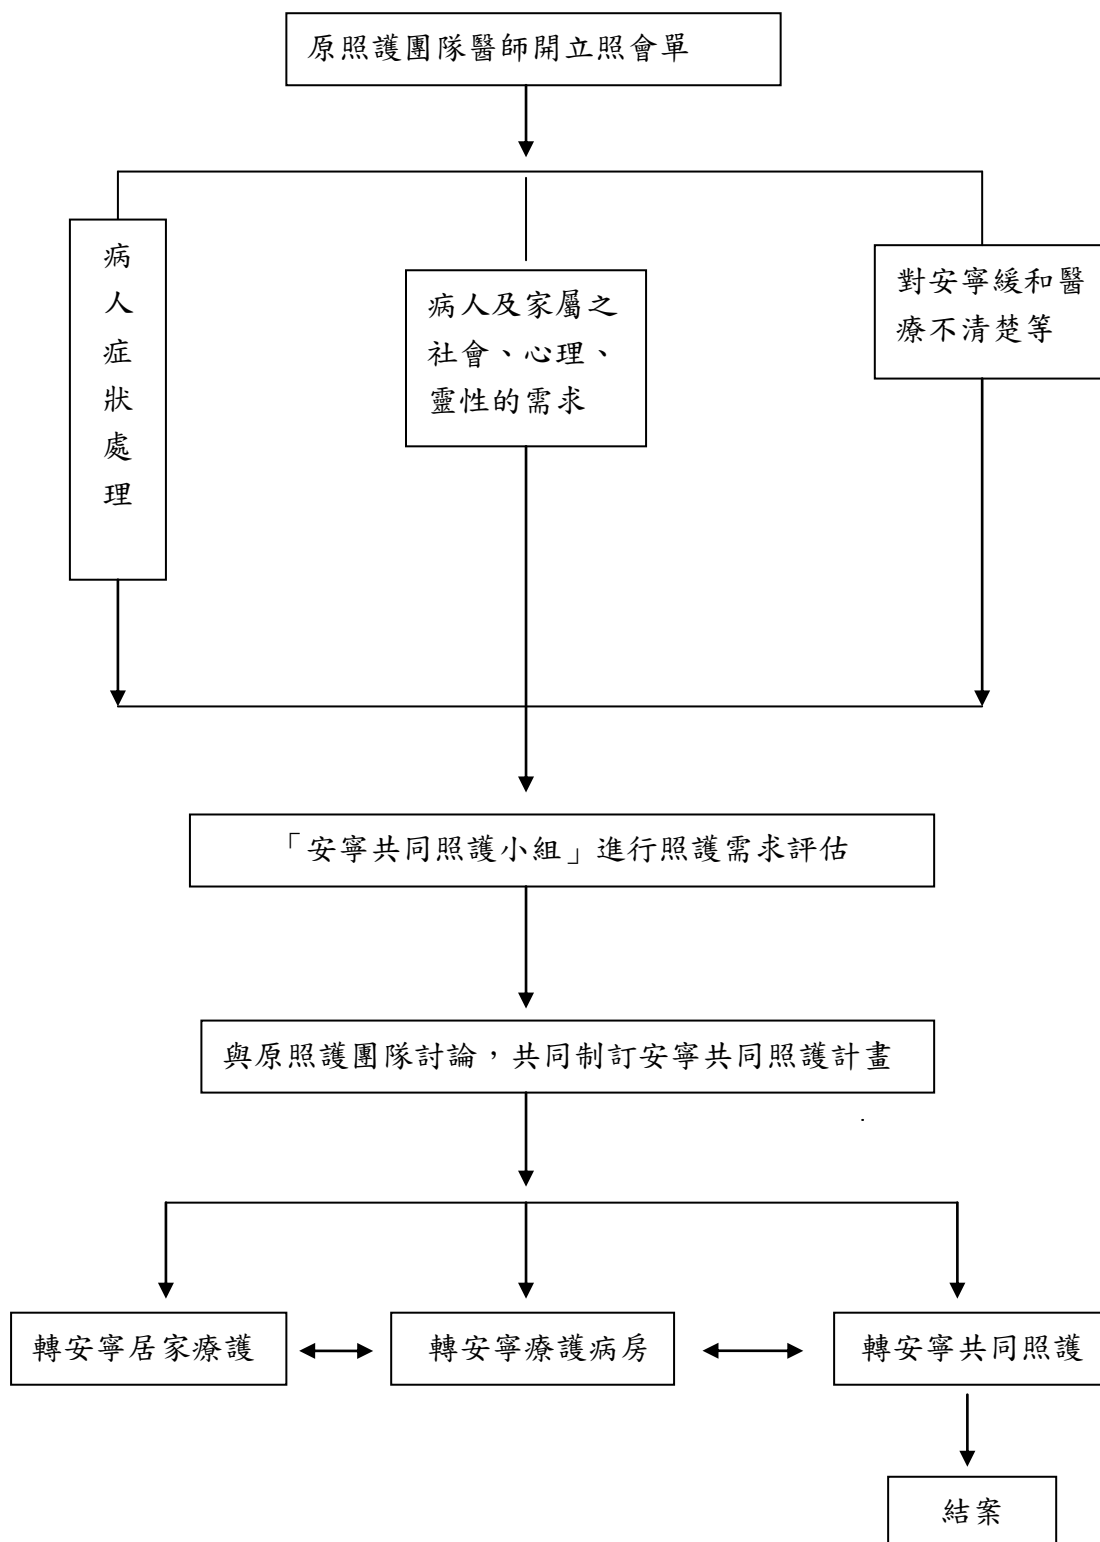 原照護團隊醫師開立照會單
病人症狀處理
病人及家屬之
社會、心理、
靈性的需求
對安寧緩和醫
療不清楚等
「安寧共同照護小組」進行照護需求評估
與原照護團隊討論，共同制訂安寧共同照護計畫
轉安寧居家療護
轉安寧療護病房
轉安寧共同照護
結案